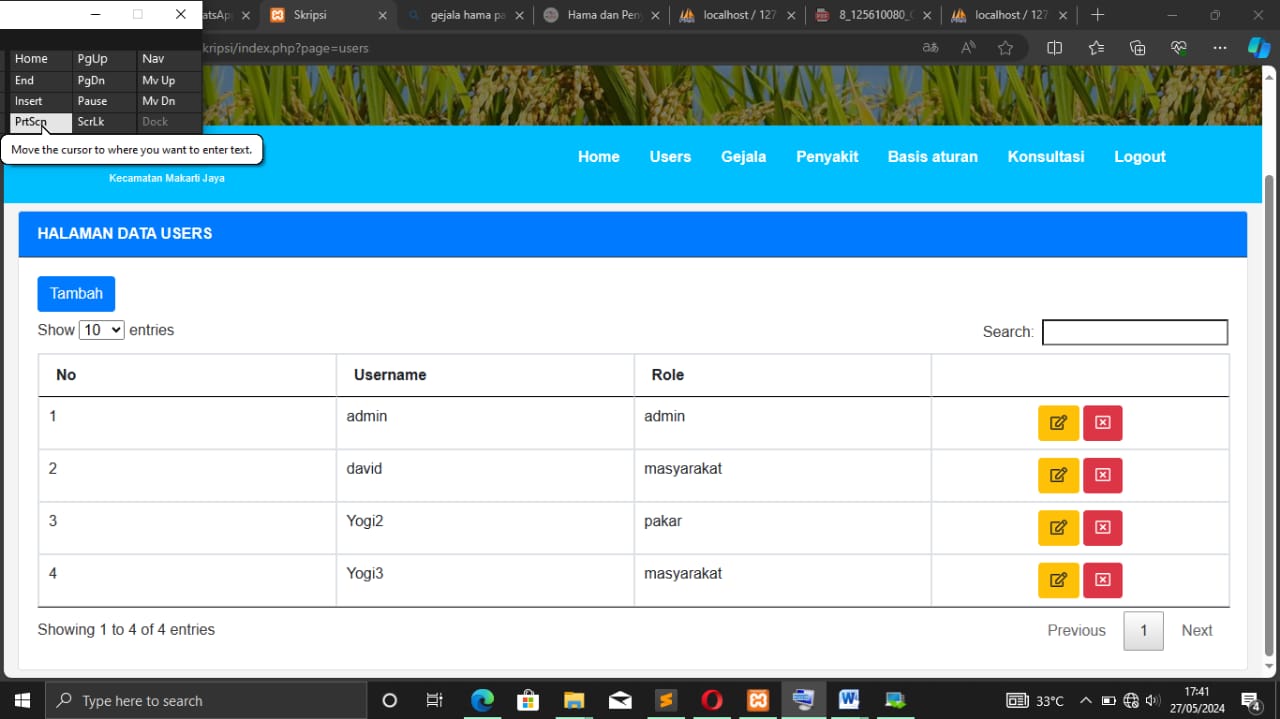 atsAp
Skripsi
gejala hama pa
Hama dan Pen
localhost / 127
8_125610080_
localhost / 127
kripsi/index.php?page=users
Home PgUp Nav
End PgDn Mv Up
Insert Pause Mv Dn
PrtScn ScrLk Dock
Move the cursor to where you want to enter text.
Kecamatan Makarti Jaya
Home Users Gejala Penyakit Basis aturan Konsultasi Logout
HALAMAN DATA USERS
Tambah
Show 10 entries
Search:
No Username Role
1 admin admin
2 david masyarakat
3 Yogi2 pakar
4 Yogi3 masyarakat
Showing 1 to 4 of 4 entries
Previous 1 Next
Type here to search
33°C
17:41
27/05/2024
4